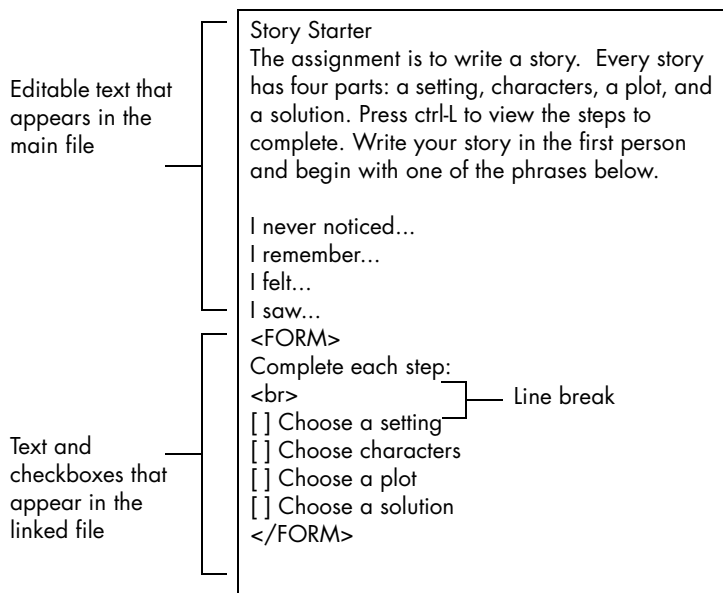 Editable text that
appears in the
main file
Story Starter
The assignment is to write a story.  Every story
has four parts: a setting, characters, a plot, and
a solution. Press ctrl-L to view the steps to
complete. Write your story in the first person
and begin with one of the phrases below.
I never noticed...
I remember...
I felt...
I saw...
Text and
checkboxes that
appear in the
linked file
<FORM>
Complete each step:
<br>
[ ] Choose a setting
[ ] Choose characters
[ ] Choose a plot
[ ] Choose a solution
</FORM>
Line break